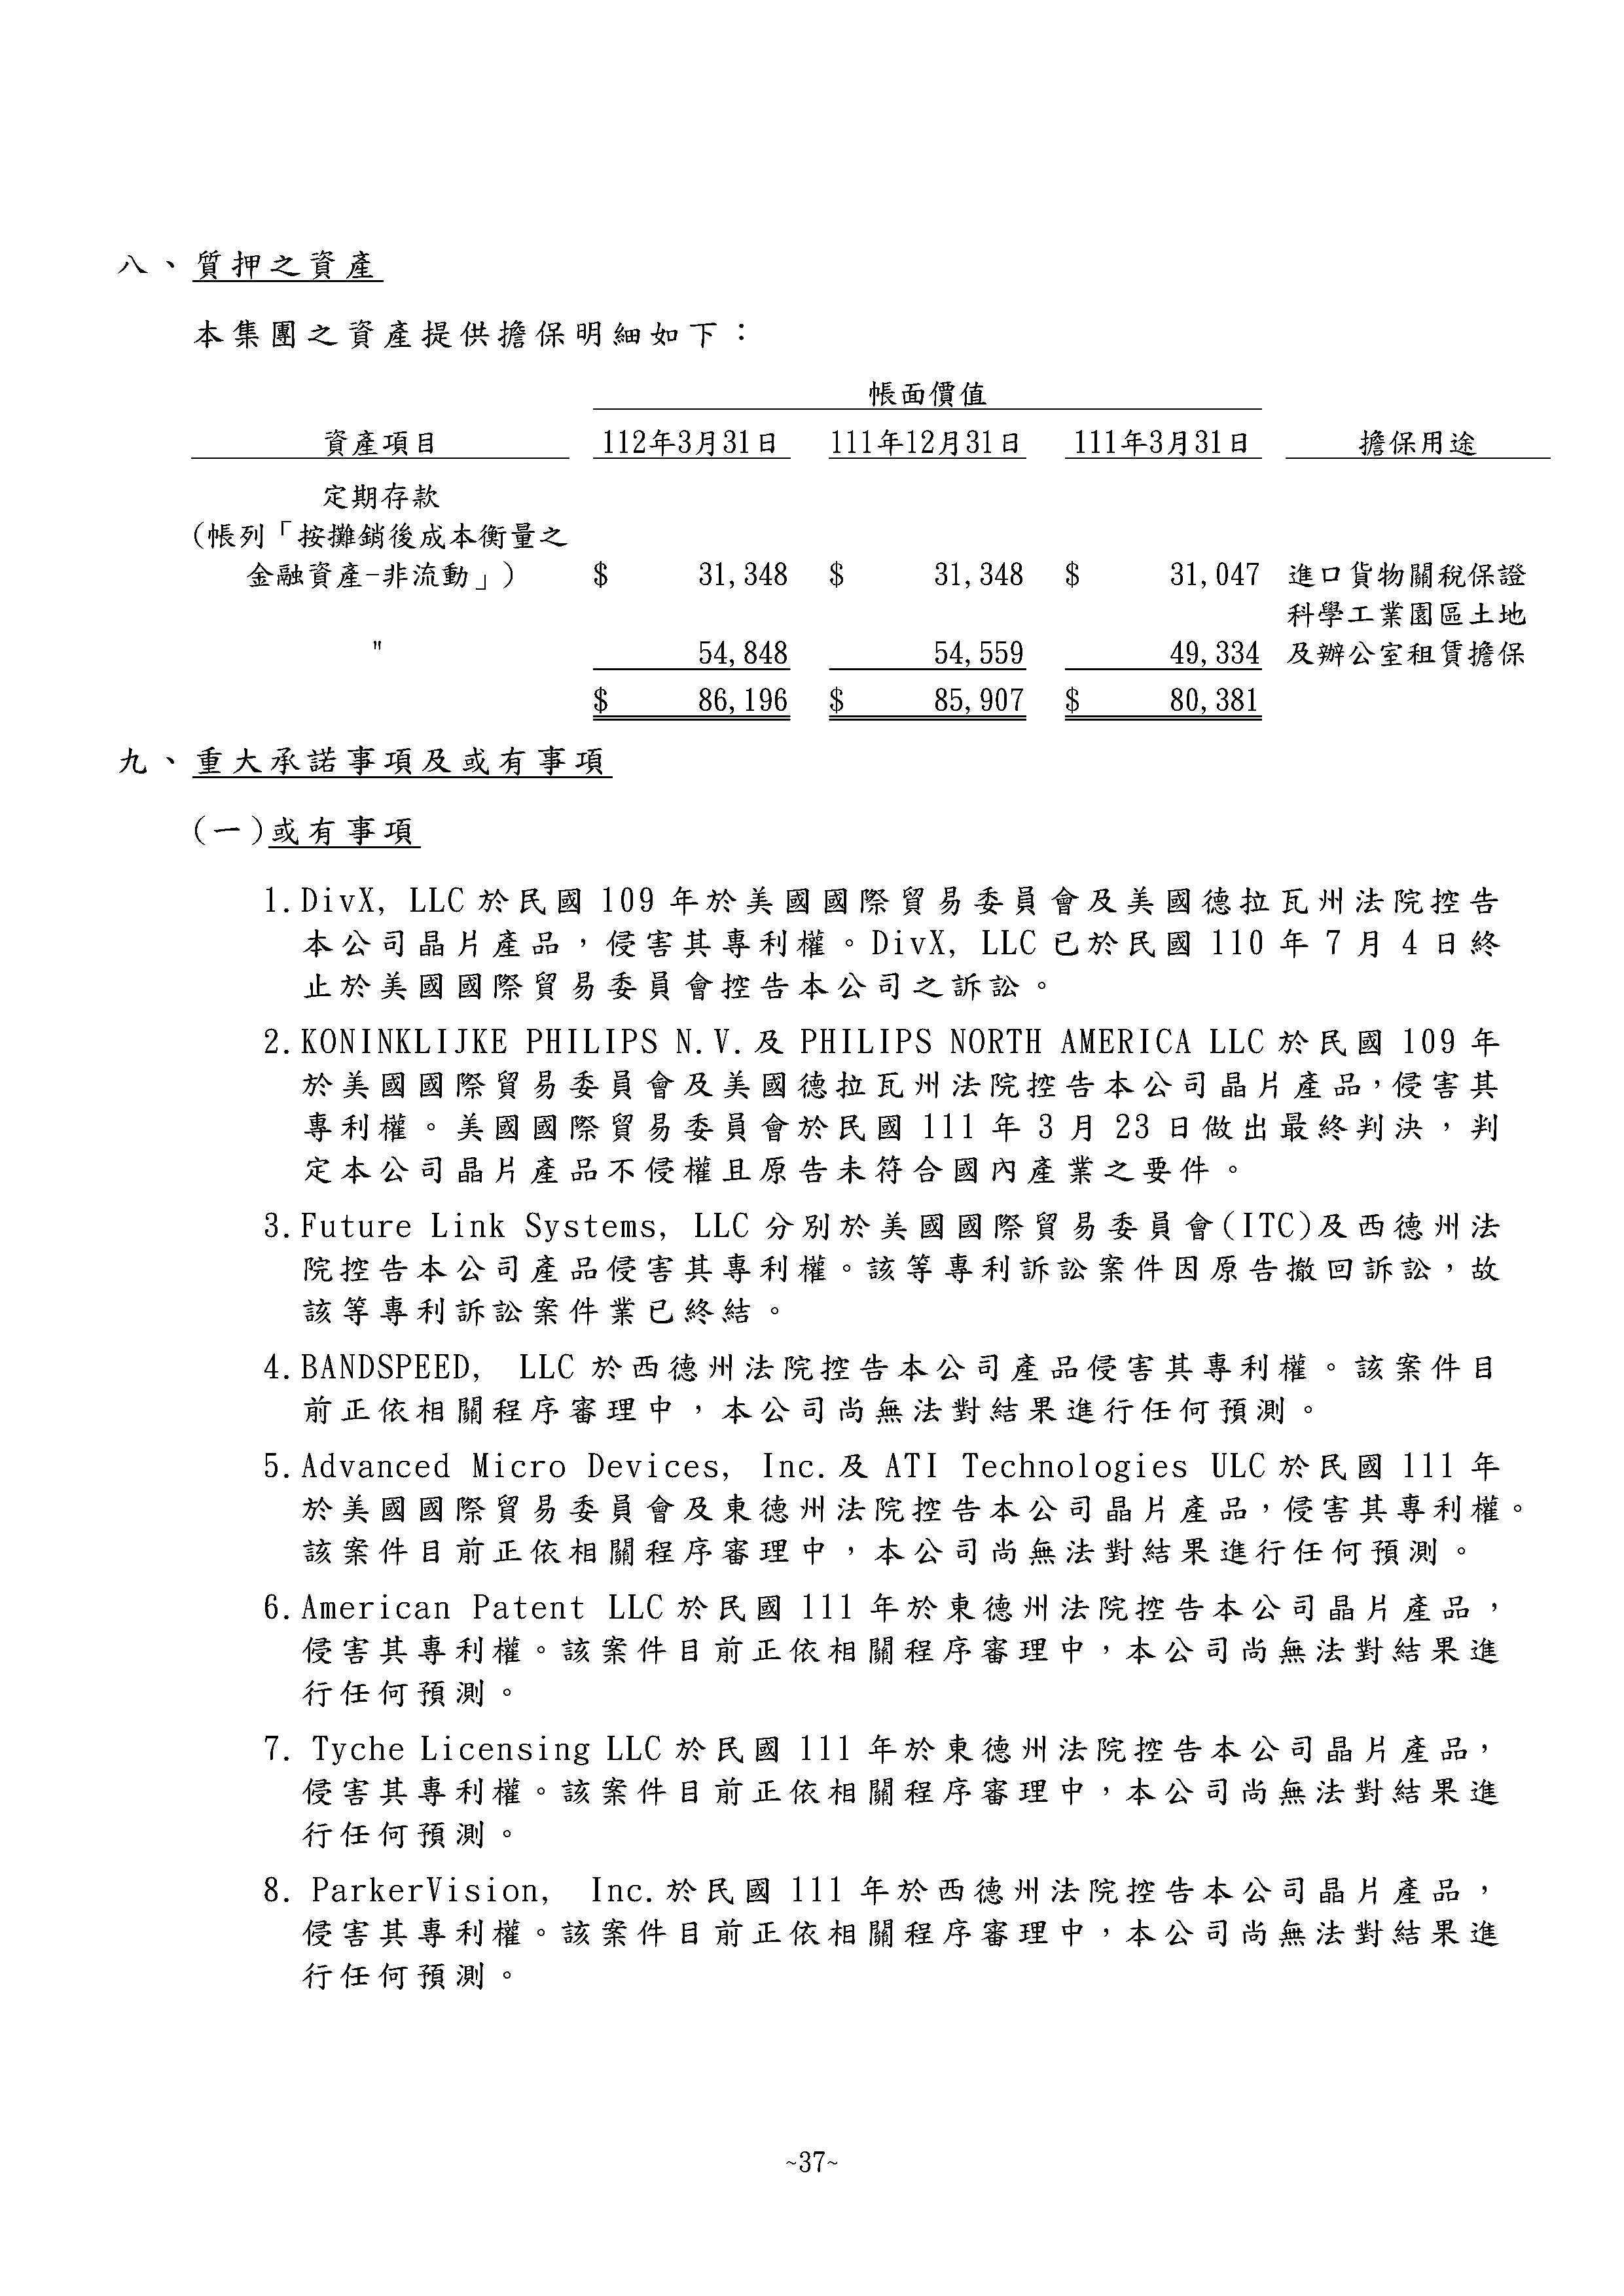 八、質押之資產
本集團之資產提供擔保明細如下：
帳面價值
資產項目 112年3月31日 111年12月31日 111年3月31日 擔保用途
定期存款
(帳列「按攤銷後成本衡量之
金融資產-非流動」) $ 31,348 $ 31,348 $ 31,047 進口貨物關稅保證
科學工業園區土地
" 54,848 54,559 49,334 及辦公室租賃擔保
$ 86,196 $ 85,907 $ 80,381
九、重大承諾事項及或有事項
(一)或有事項
1.DivX, LLC 於民國 109 年於美國國際貿易委員會及美國德拉瓦州法院控告
本公司晶片產品，侵害其專利權。DivX, LLC 已於民國 110 年 7 月 4 日終
止於美國國際貿易委員會控告本公司之訴訟。
2.KONINKLIJKE PHILIPS N.V.及 PHILIPS NORTH AMERICA LLC 於民國 109 年
於美國國際貿易委員會及美國德拉瓦州法院控告本公司晶片產品，侵害其
專利權。美國國際貿易委員會於民國 111 年 3 月 23 日做出最終判決，判
定本公司晶片產品不侵權且原告未符合國內產業之要件。
3.Future Link Systems, LLC 分別於美國國際貿易委員會(ITC)及西德州法
院控告本公司產品侵害其專利權。該等專利訴訟案件因原告撤回訴訟，故
該等專利訴訟案件業已終結。
4.BANDSPEED, LLC 於西德州法院控告本公司產品侵害其專利權。該案件目
前正依相關程序審理中，本公司尚無法對結果進行任何預測。
5.Advanced Micro Devices, Inc.及 ATI Technologies ULC 於民國 111 年
於美國國際貿易委員會及東德州法院控告本公司晶片產品，侵害其專利權。
該案件目前正依相關程序審理中，本公司尚無法對結果進行任何預測。
6.American Patent LLC 於民國 111 年於東德州法院控告本公司晶片產品，
侵害其專利權。該案件目前正依相關程序審理中，本公司尚無法對結果進
行任何預測。
7. Tyche Licensing LLC 於民國 111 年於東德州法院控告本公司晶片產品，
侵害其專利權。該案件目前正依相關程序審理中，本公司尚無法對結果進
行任何預測。
8. ParkerVision, Inc.於民國 111 年於西德州法院控告本公司晶片產品，
侵害其專利權。該案件目前正依相關程序審理中，本公司尚無法對結果進
行任何預測。
~37~